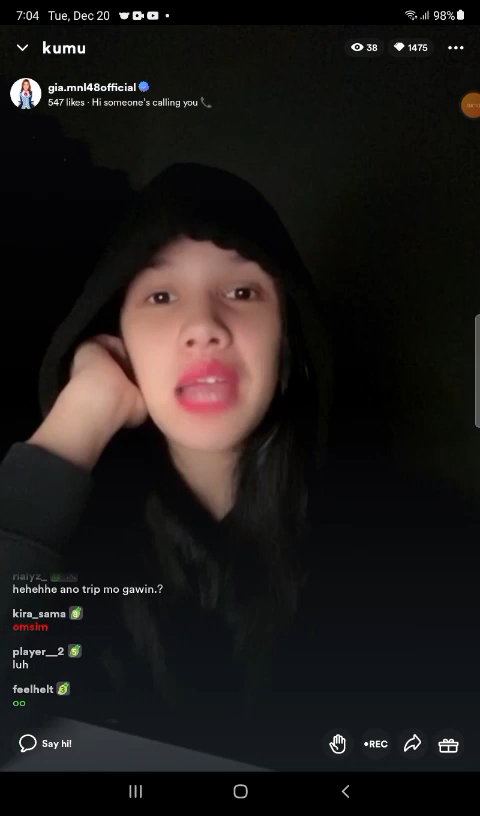 7:04 Tue, Dec 20 98%
kumu
38 1475
gia.mnl48official
547 likes · Hi someone's calling you 📞
hehehhe ano trip mo gawin.?
kira_sama
omsim
player__2
luh
feelhelt
oo
Say hi!
•REC